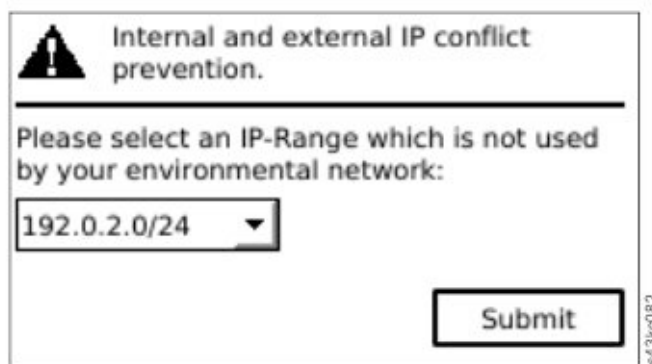 Internal and external IP conflict
prevention.
Please select an IP-Range which is not used
by your environmental network:
192.0.2.0/24
Submit